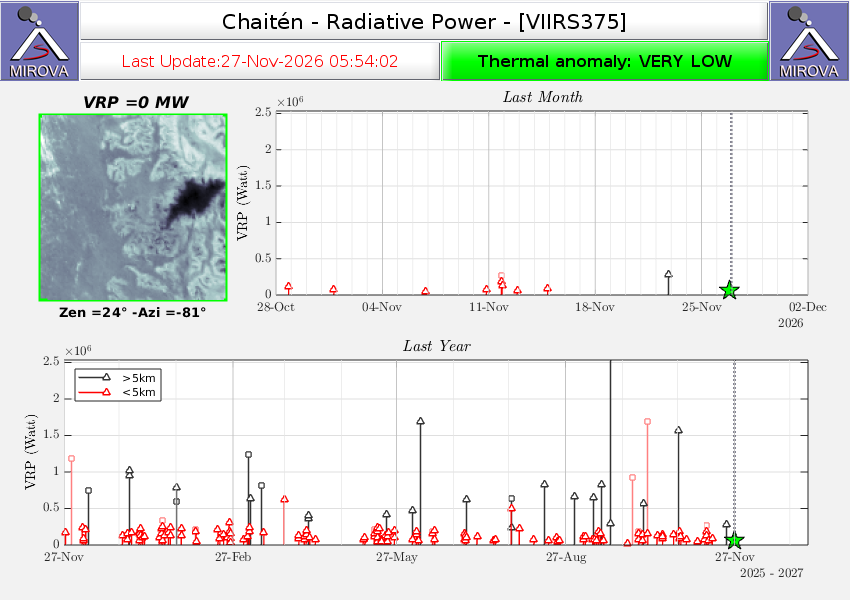 MIROVA
Chaitén - Radiative Power - [VIIRS375]
Last Update:27-Nov-2026 05:54:02
Thermal anomaly: VERY LOW
MIROVA
VRP =0 MW
Zen =24° -Azi =-81°
Last Month
×10^6
VRP (Watt)
2.5
2
1.5
1
0.5
0
28-Oct 04-Nov 11-Nov 18-Nov 25-Nov 02-Dec
2026
Last Year
×10^6
VRP (Watt)
2.5
2
1.5
1
0.5
0
>5km
<5km
27-Nov 27-Feb 27-May 27-Aug 27-Nov
2025 - 2027